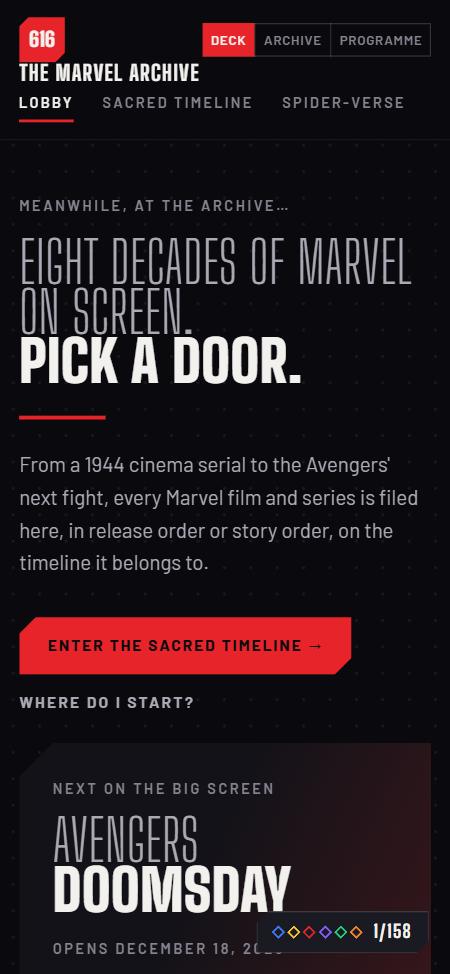 616
DECK ARCHIVE PROGRAMME
THE MARVEL ARCHIVE
LOBBY SACRED TIMELINE SPIDER-VERSE
MEANWHILE, AT THE ARCHIVE…
EIGHT DECADES OF MARVEL
ON SCREEN.
PICK A DOOR.
From a 1944 cinema serial to the Avengers'
next fight, every Marvel film and series is filed
here, in release order or story order, on the
timeline it belongs to.
ENTER THE SACRED TIMELINE →
WHERE DO I START?
NEXT ON THE BIG SCREEN
AVENGERS
DOOMSDAY
OPENS DECEMBER 18,
1/158